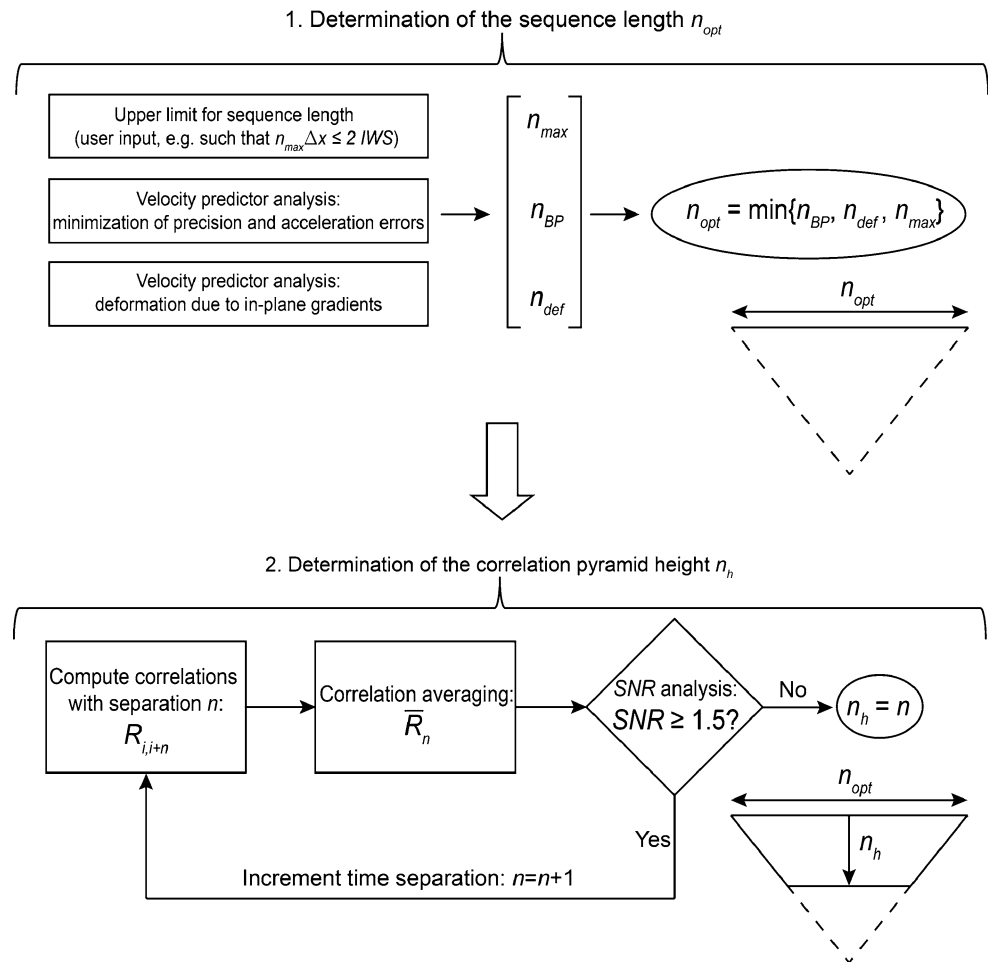 1. Determination of the sequence length n_opt
Upper limit for sequence length
(user input, e.g. such that n_max Δx ≤ 2 IWS)
Velocity predictor analysis:
minimization of precision and acceleration errors
Velocity predictor analysis:
deformation due to in-plane gradients
n_max
n_BP
n_def
n_opt = min{n_BP, n_def, n_max}
n_opt
2. Determination of the correlation pyramid height n_h
Compute correlations
with separation n:
R_i,i+n
Correlation averaging:
R̅_n
SNR analysis:
SNR ≥ 1.5?
No
n_h = n
Yes
Increment time separation: n=n+1
n_opt
n_h